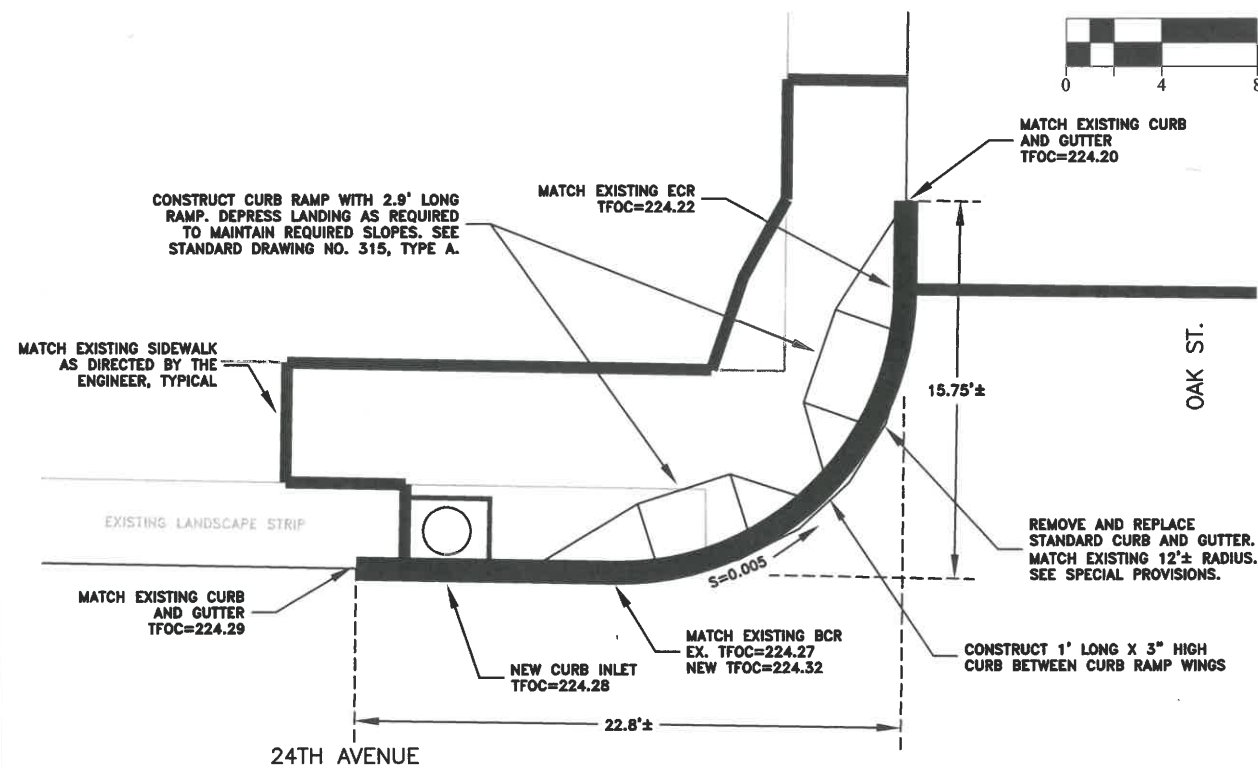 0 4 8
MATCH EXISTING CURB
AND GUTTER
TFOC=224.20
CONSTRUCT CURB RAMP WITH 2.9' LONG
RAMP. DEPRESS LANDING AS REQUIRED
TO MAINTAIN REQUIRED SLOPES. SEE
STANDARD DRAWING NO. 315, TYPE A.
MATCH EXISTING ECR
TFOC=224.22
MATCH EXISTING SIDEWALK
AS DIRECTED BY THE
ENGINEER, TYPICAL
OAK ST.
15.75'±
EXISTING LANDSCAPE STRIP
REMOVE AND REPLACE
STANDARD CURB AND GUTTER.
MATCH EXISTING 12'± RADIUS.
SEE SPECIAL PROVISIONS.
S=0.005
MATCH EXISTING CURB
AND GUTTER
TFOC=224.29
MATCH EXISTING BCR
EX. TFOC=224.27
NEW TFOC=224.32
CONSTRUCT 1' LONG X 3" HIGH
CURB BETWEEN CURB RAMP WINGS
NEW CURB INLET
TFOC=224.28
22.8'±
24TH AVENUE